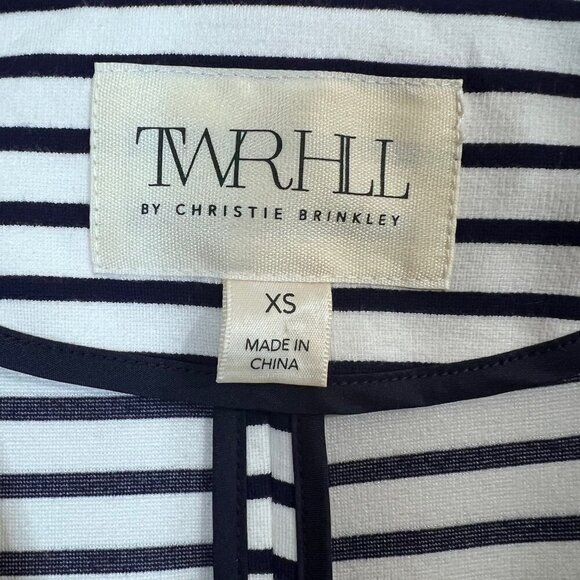 TWRHLL
BY CHRISTIE BRINKLEY
XS
MADE IN
CHINA